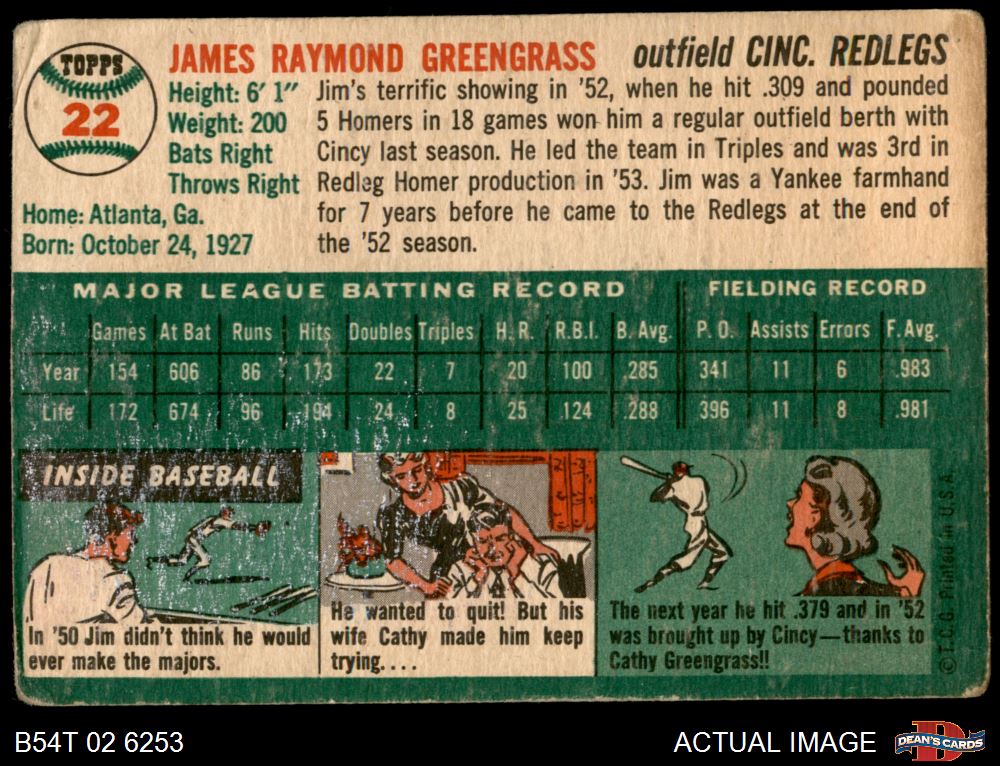 TOPPS
22
JAMES RAYMOND GREENGRASS
outfield CINC. REDLEGS
Height: 6' 1"
Weight: 200
Bats Right
Throws Right
Home: Atlanta, Ga.
Born: October 24, 1927
Jim's terrific showing in '52, when he hit .309 and pounded
5 Homers in 18 games won him a regular outfield berth with
Cincy last season. He led the team in Triples and was 3rd in
Redleg Homer production in '53. Jim was a Yankee farmhand
for 7 years before he came to the Redlegs at the end of
the '52 season.
MAJOR LEAGUE BATTING RECORD FIELDING RECORD
Games At Bat Runs Hits Doubles Triples H. R. R.B.I. B. Avg. P. O. Assists Errors F. Avg.
Year 154 606 86 173 22 7 20 100 .285 341 11 6 .983
Life 172 674 96 194 24 8 25 124 .288 396 11 8 .981
INSIDE BASEBALL
In '50 Jim didn't think he would
ever make the majors.
He wanted to quit! But his
wife Cathy made him keep
trying....
The next year he hit .379 and in '52
was brought up by Cincy—thanks to
Cathy Greengrass!!
© T.C.G. Printed in U.S.A.
B54T 02 6253
ACTUAL IMAGE
DEAN'S CARDS